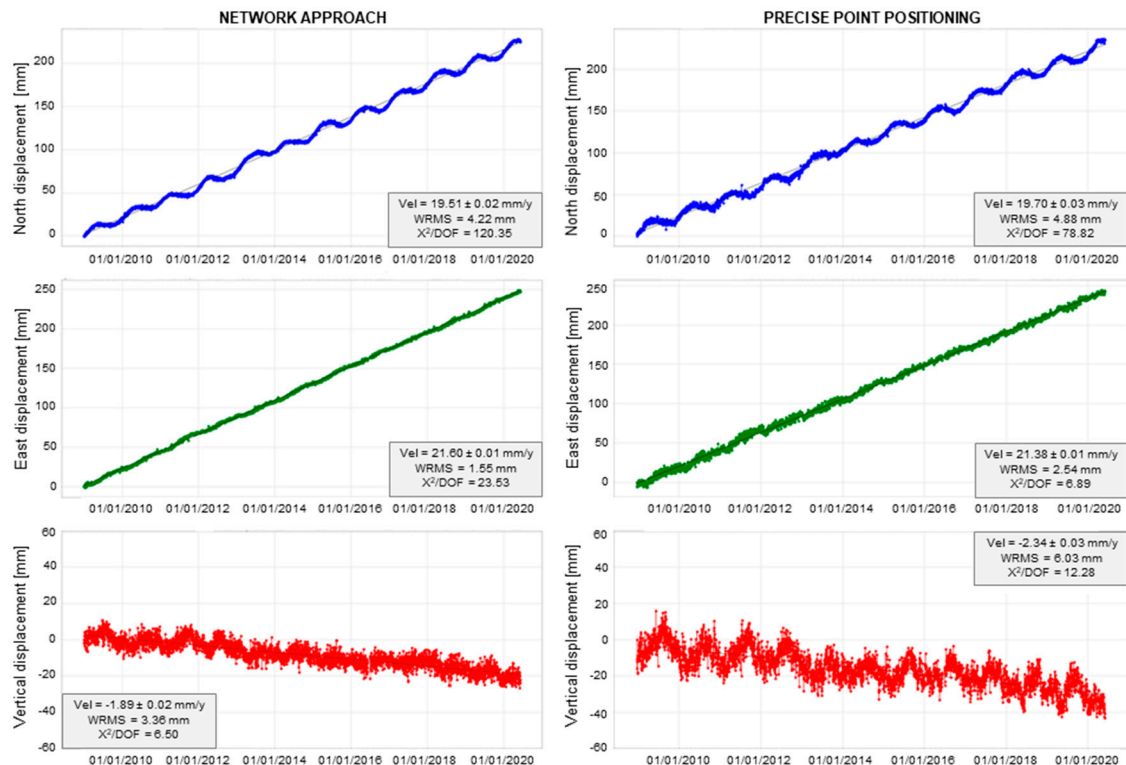 NETWORK APPROACH
PRECISE POINT POSITIONING
North displacement [mm]
200
150
100
50
0
Vel = 19.51 ± 0.02 mm/y
WRMS = 4.22 mm
X²/DOF = 120.35
01/01/2010 01/01/2012 01/01/2014 01/01/2016 01/01/2018 01/01/2020
North displacement [mm]
200
150
100
50
0
Vel = 19.70 ± 0.03 mm/y
WRMS = 4.88 mm
X²/DOF = 78.82
01/01/2010 01/01/2012 01/01/2014 01/01/2016 01/01/2018 01/01/2020
East displacement [mm]
250
200
150
100
50
0
Vel = 21.60 ± 0.01 mm/y
WRMS = 1.55 mm
X²/DOF = 23.53
01/01/2010 01/01/2012 01/01/2014 01/01/2016 01/01/2018 01/01/2020
East displacement [mm]
250
200
150
100
50
0
Vel = 21.38 ± 0.01 mm/y
WRMS = 2.54 mm
X²/DOF = 6.89
01/01/2010 01/01/2012 01/01/2014 01/01/2016 01/01/2018 01/01/2020
Vertical displacement [mm]
60
40
20
0
-20
-40
-60
Vel = -1.89 ± 0.02 mm/y
WRMS = 3.36 mm
X²/DOF = 6.50
01/01/2010 01/01/2012 01/01/2014 01/01/2016 01/01/2018 01/01/2020
Vertical displacement [mm]
60
40
20
0
-20
-40
-60
Vel = -2.34 ± 0.03 mm/y
WRMS = 6.03 mm
X²/DOF = 12.28
01/01/2010 01/01/2012 01/01/2014 01/01/2016 01/01/2018 01/01/2020